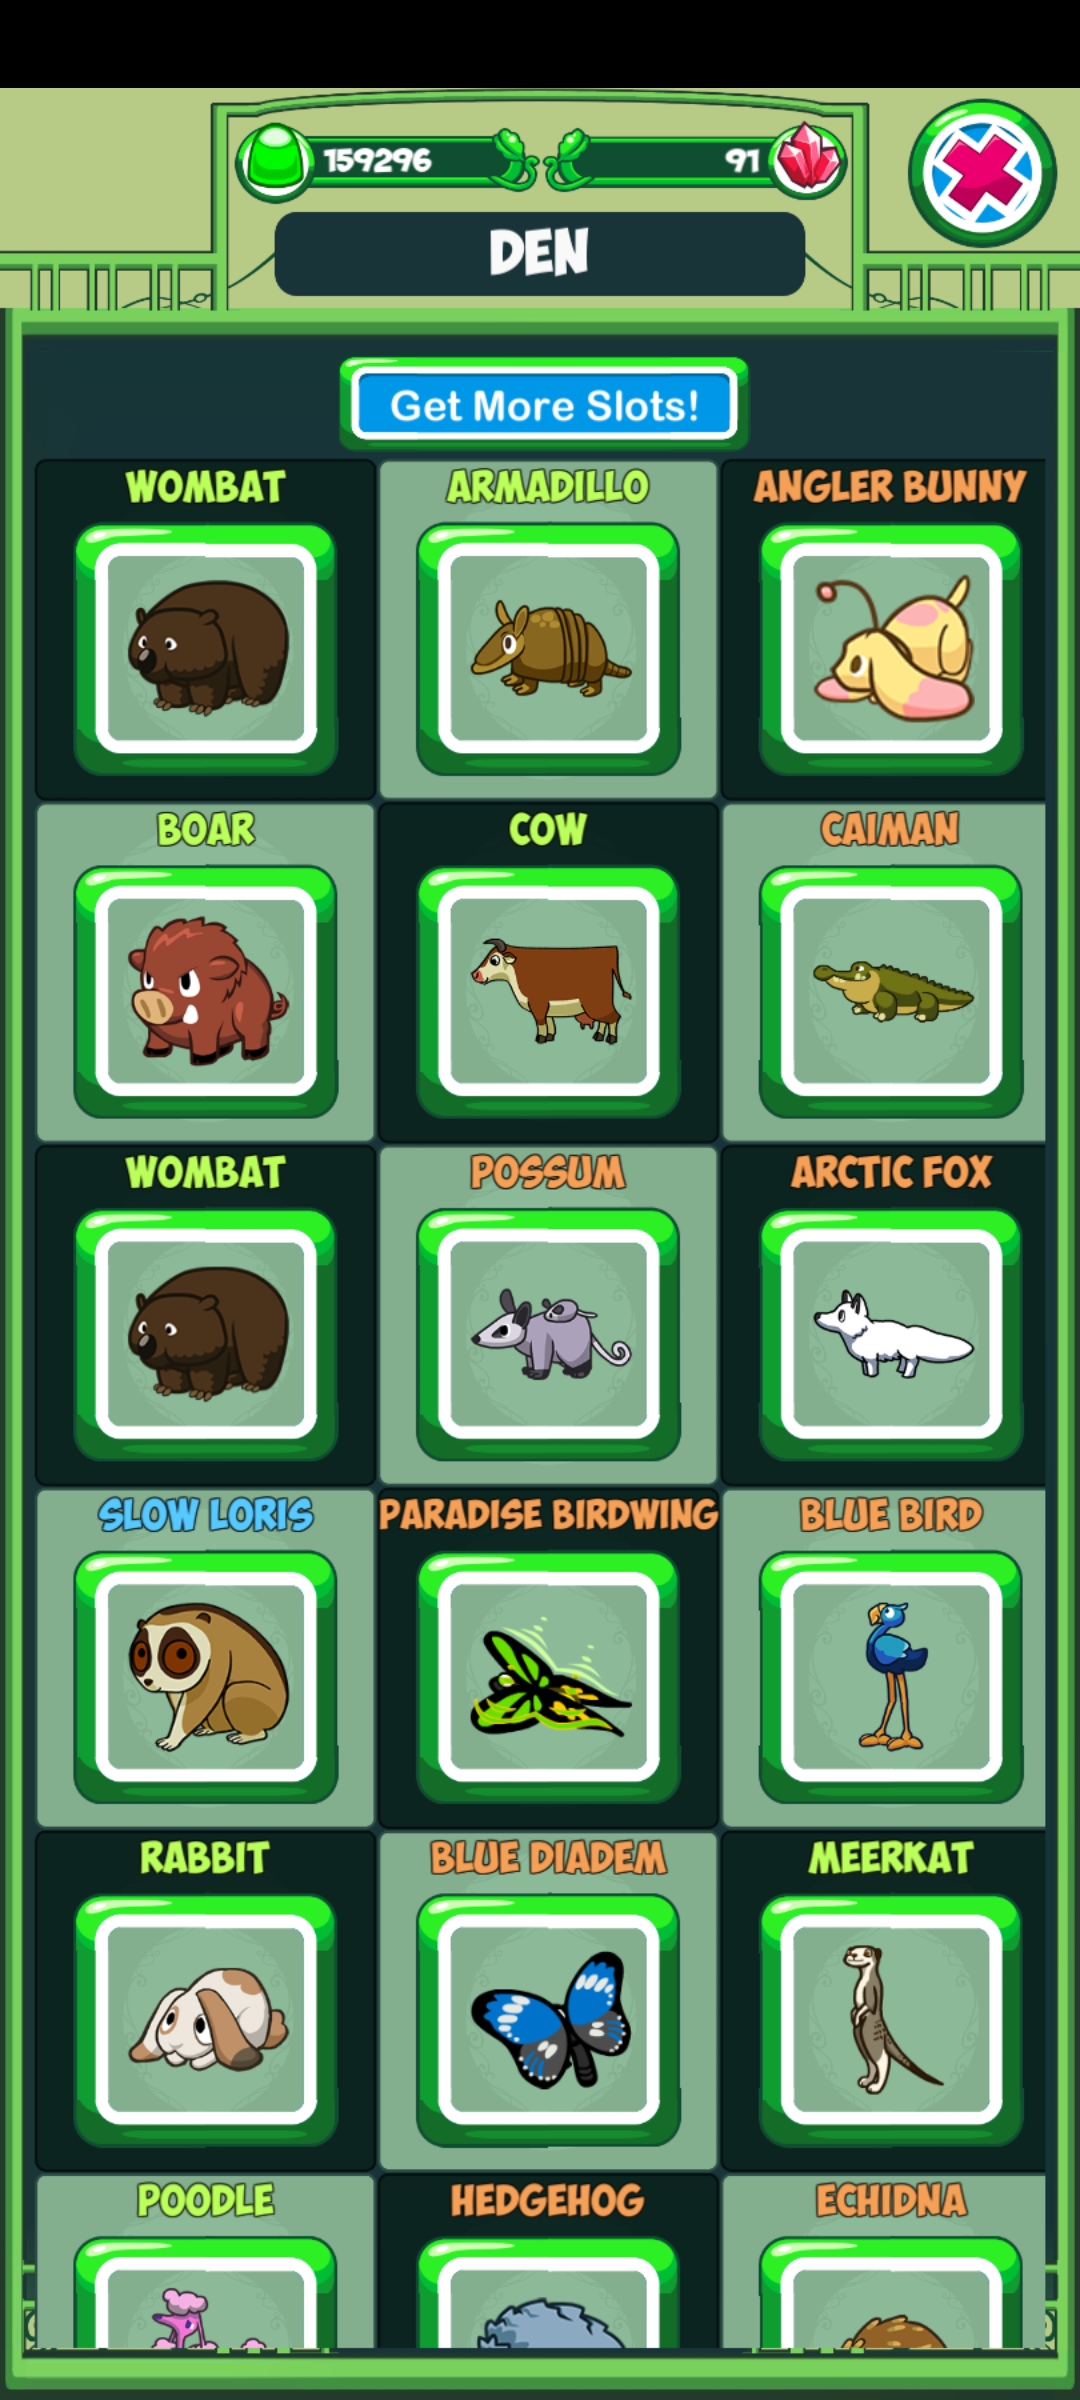 159296 91
DEN
Get More Slots!
WOMBAT ARMADILLO ANGLER BUNNY
BOAR COW CAIMAN
WOMBAT POSSUM ARCTIC FOX
SLOW LORIS PARADISE BIRDWING BLUE BIRD
RABBIT BLUE DIADEM MEERKAT
POODLE HEDGEHOG ECHIDNA